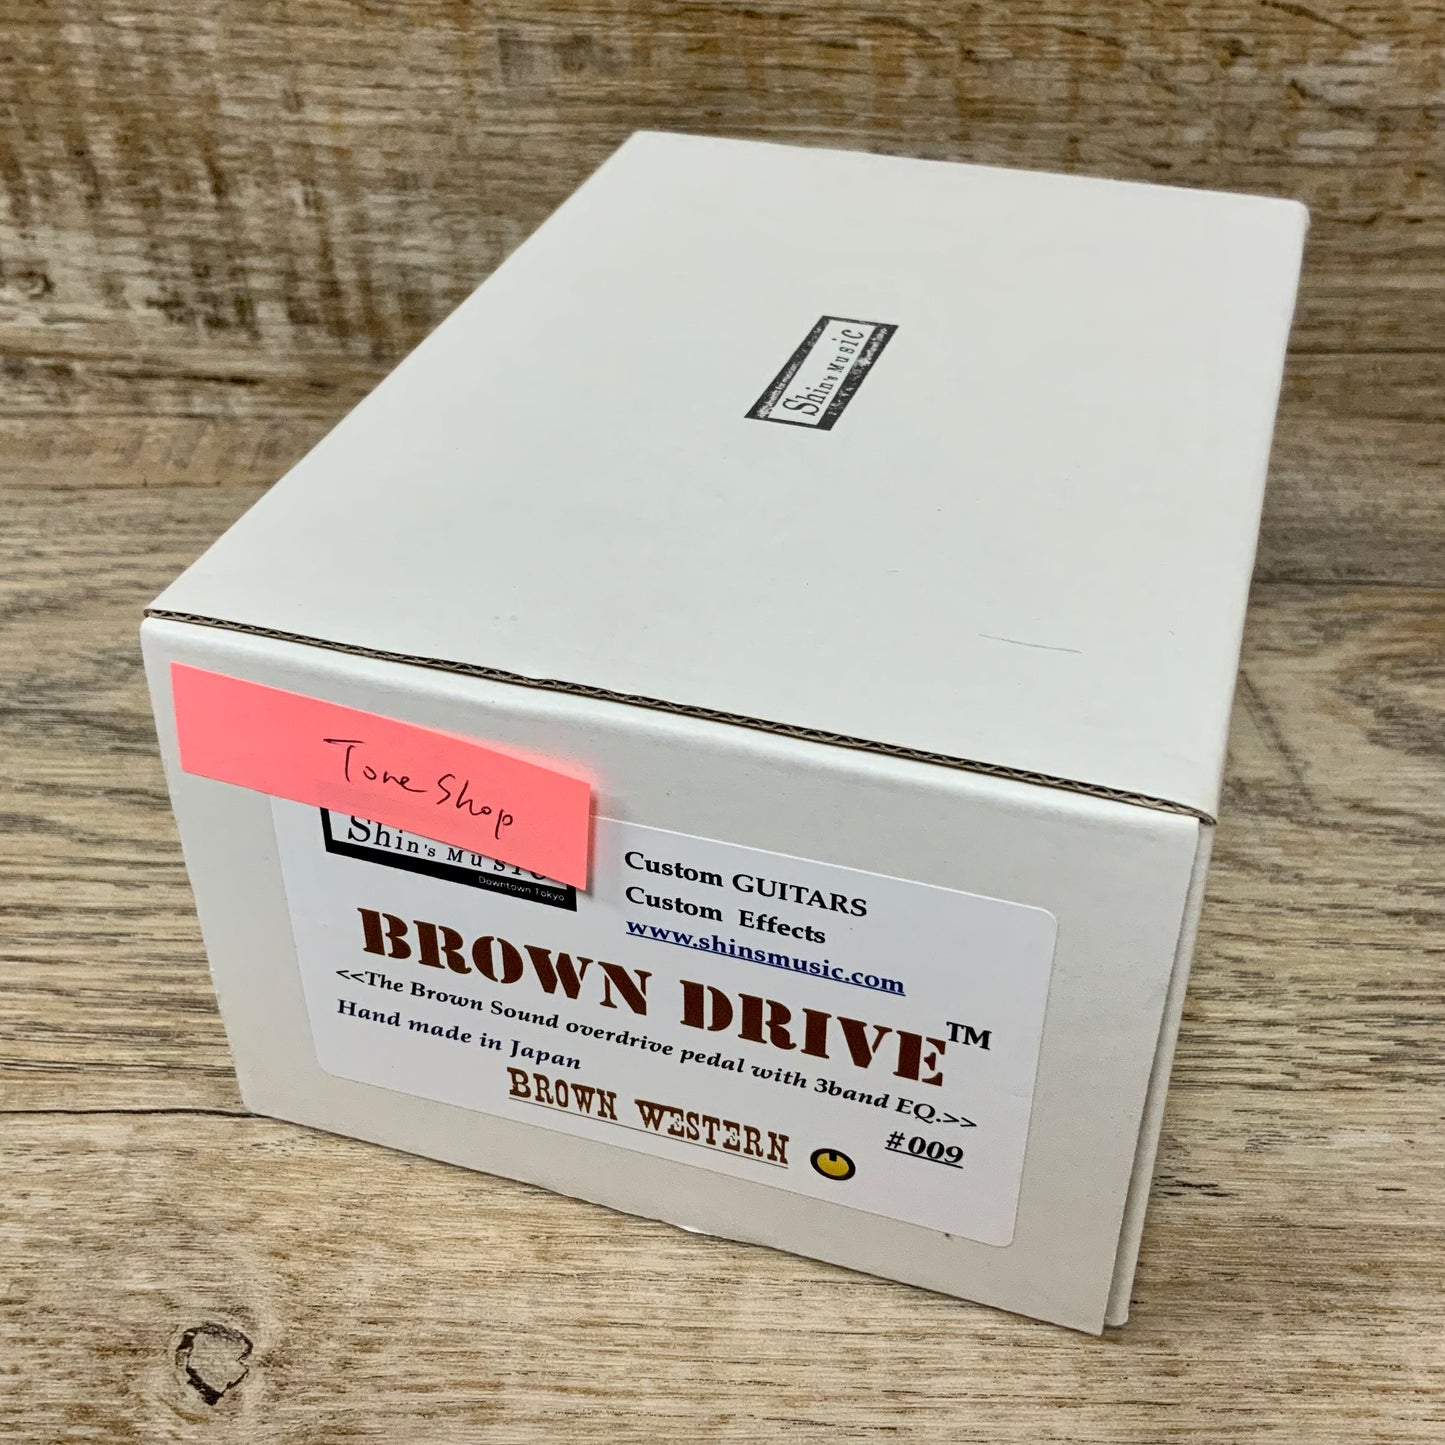 Shin's MusiC
Tone Shop
Shin's Music
Downtown Tokyo
Custom GUITARS
Custom Effects
www.shinsmusic.com
BROWN DRIVE™
<<The Brown Sound overdrive pedal with 3band EQ.>>
Hand made in Japan
BROWN WESTERN
#009